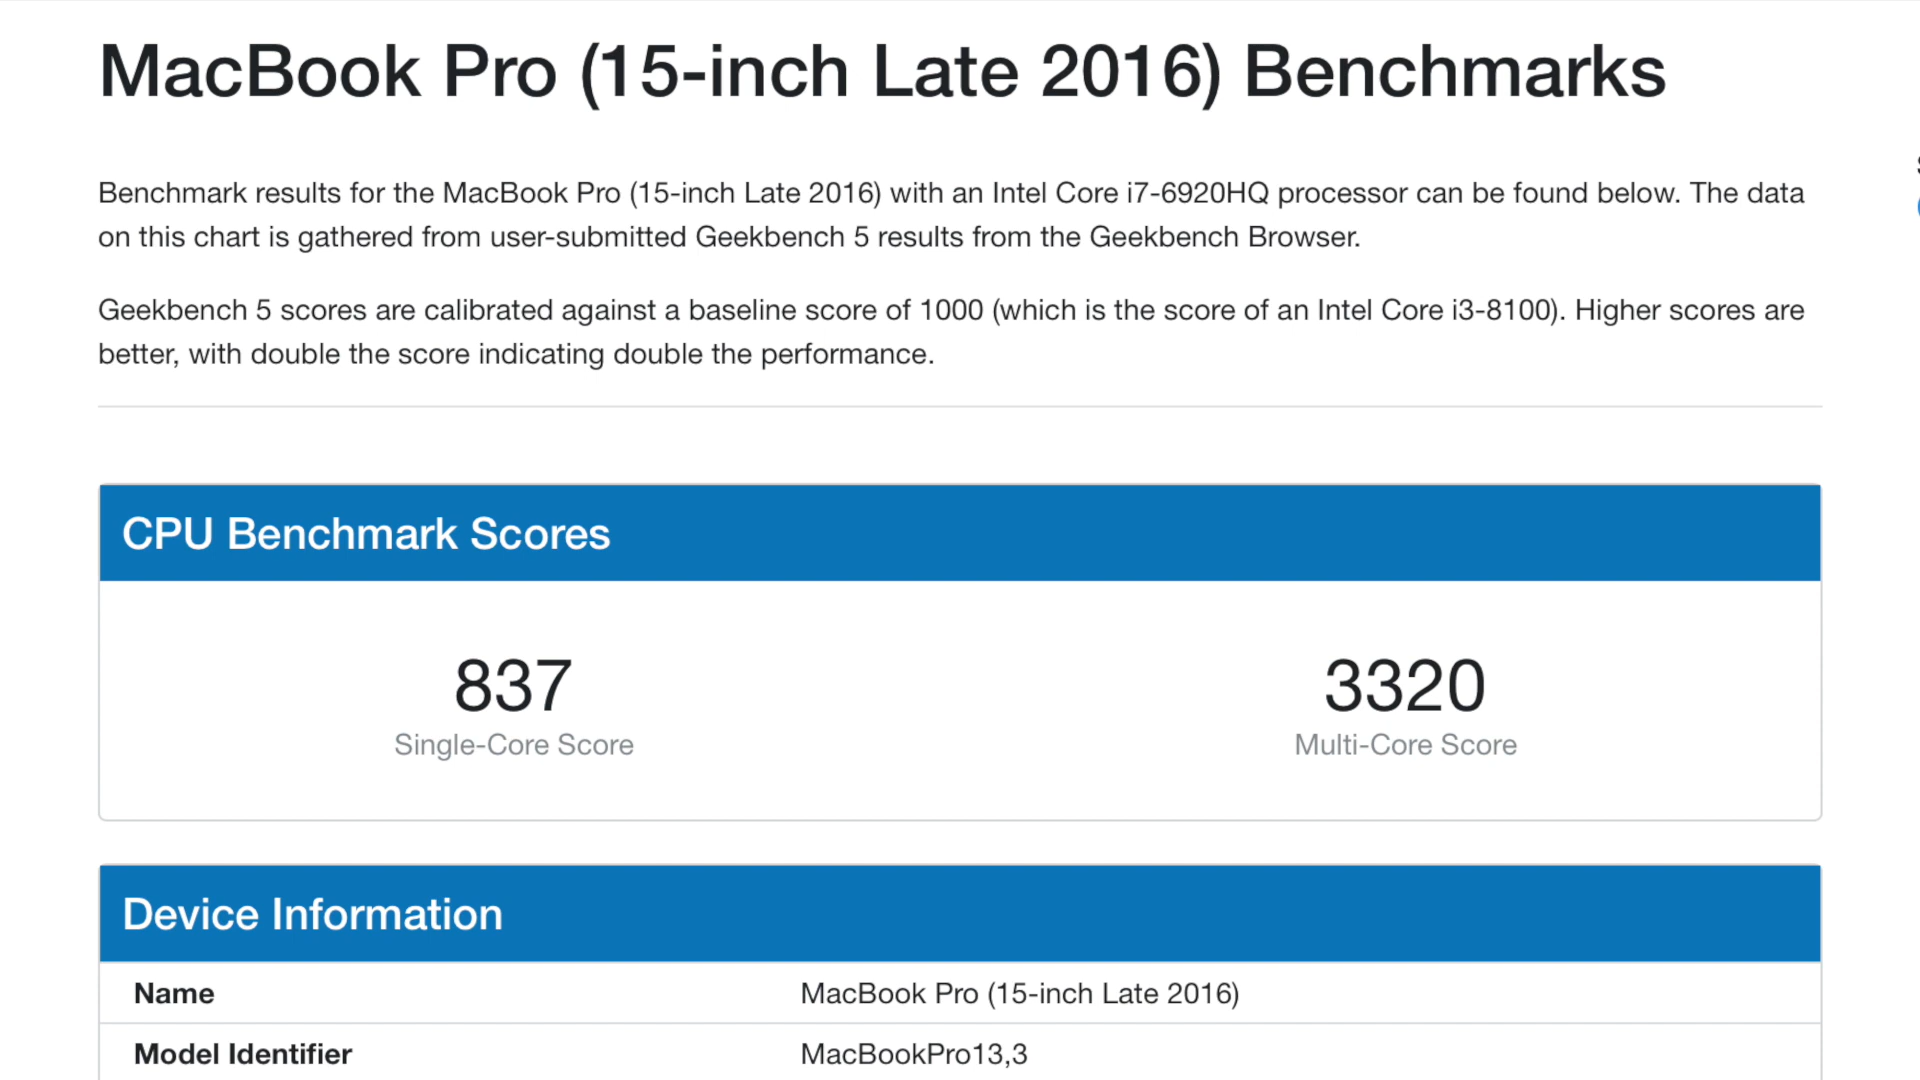 MacBook Pro (15-inch Late 2016) Benchmarks
Benchmark results for the MacBook Pro (15-inch Late 2016) with an Intel Core i7-6920HQ processor can be found below. The data
on this chart is gathered from user-submitted Geekbench 5 results from the Geekbench Browser.
Geekbench 5 scores are calibrated against a baseline score of 1000 (which is the score of an Intel Core i3-8100). Higher scores are
better, with double the score indicating double the performance.
CPU Benchmark Scores
837
Single-Core Score
3320
Multi-Core Score
Device Information
Name MacBook Pro (15-inch Late 2016)
Model Identifier MacBookPro13,3